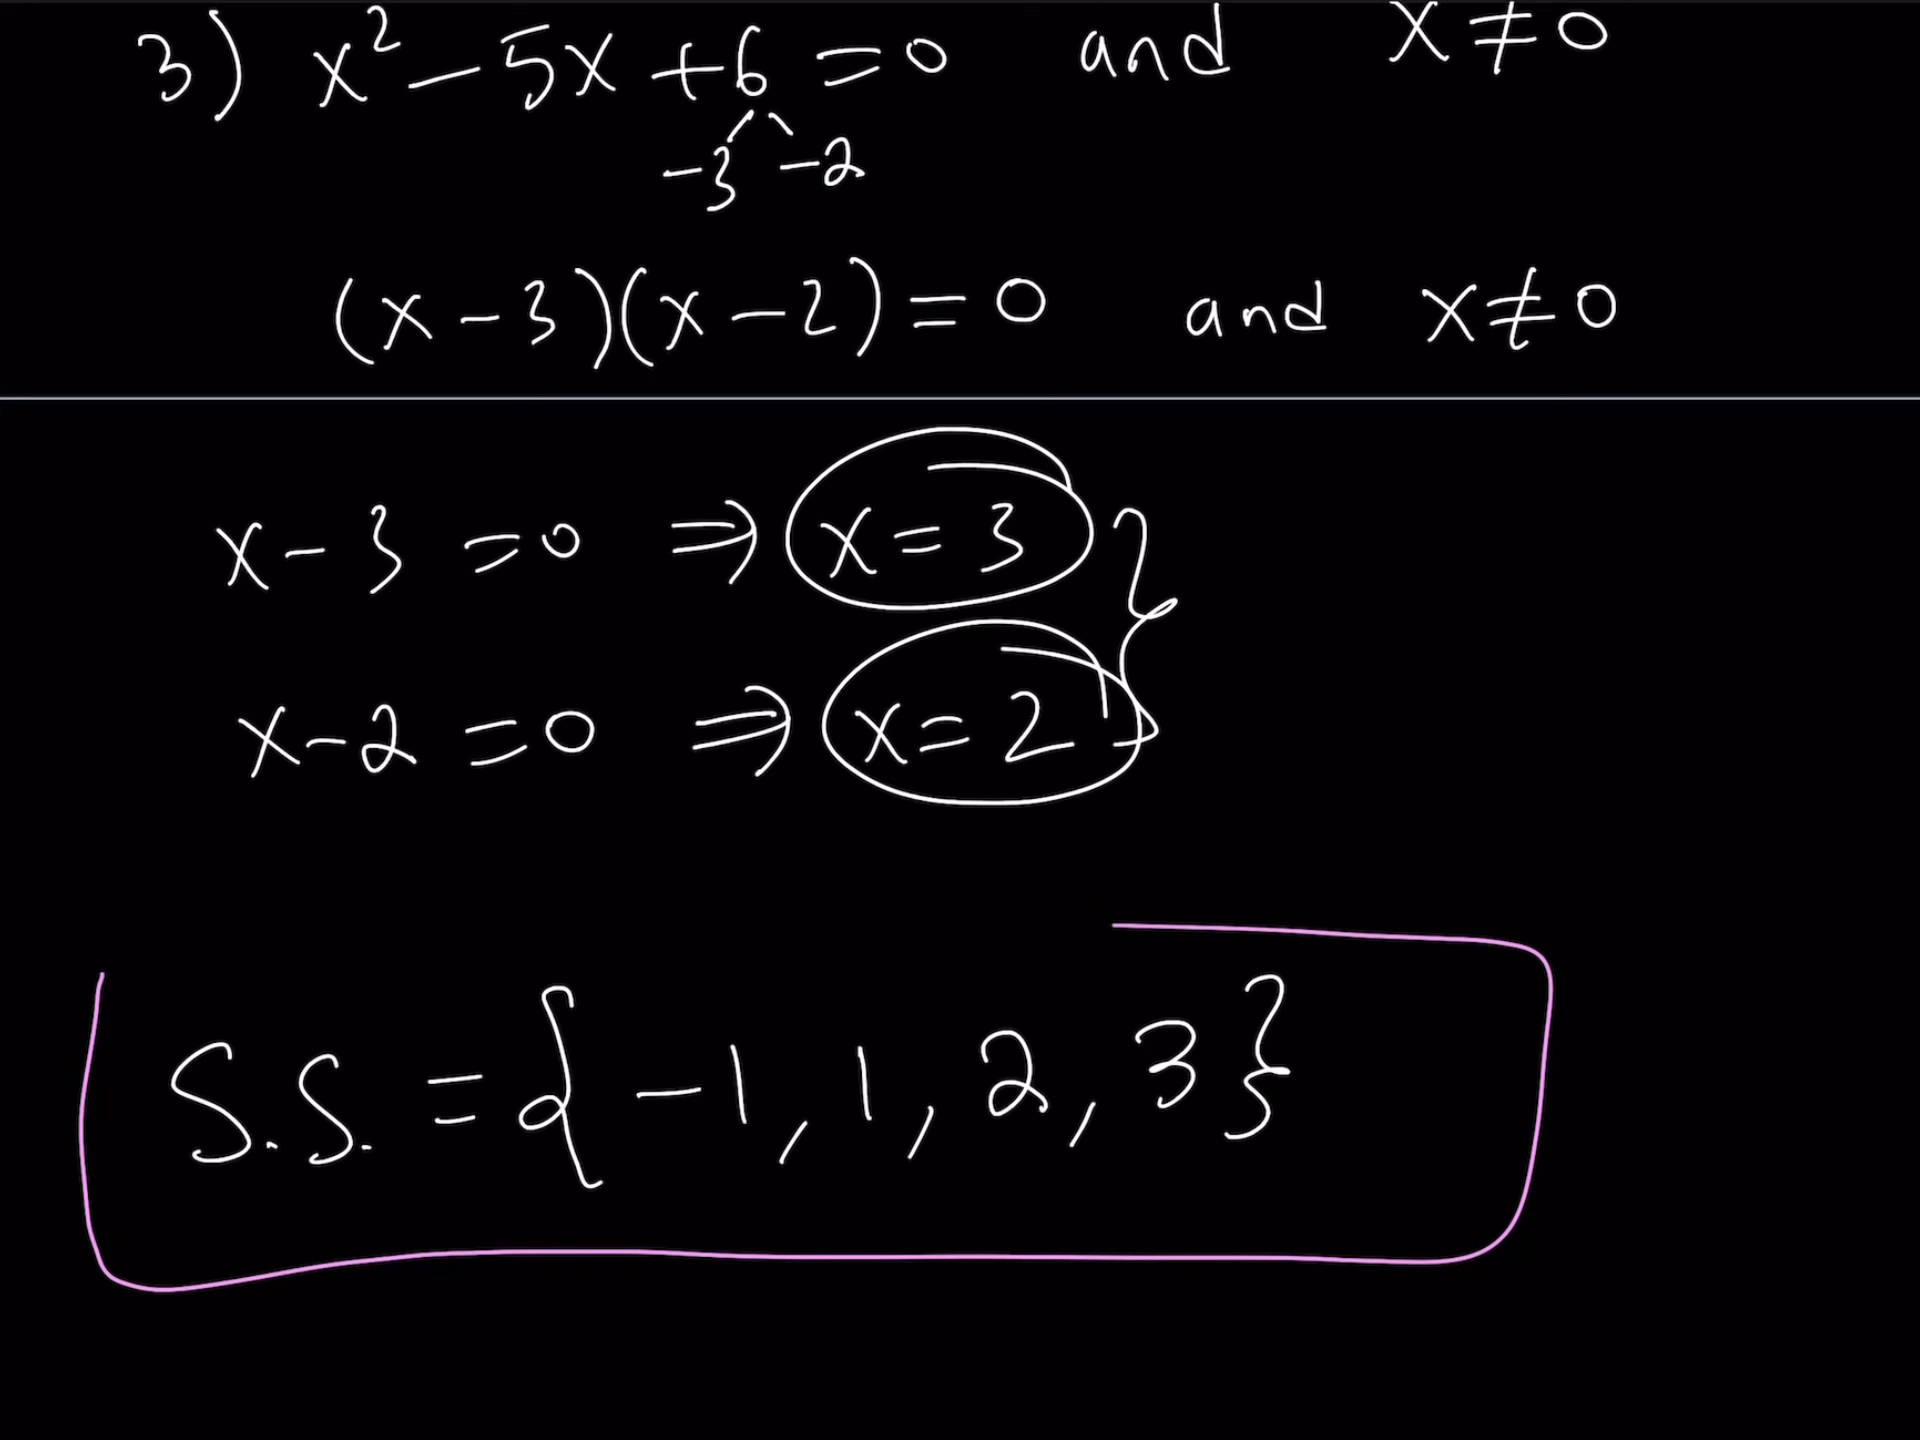 3) x² - 5x + 6 = 0 and x ≠ 0
-3 -2
(x - 3)(x - 2) = 0 and x ≠ 0
x - 3 = 0 ⇒ x = 3
x - 2 = 0 ⇒ x = 2
S.S. = {-1, 1, 2, 3}